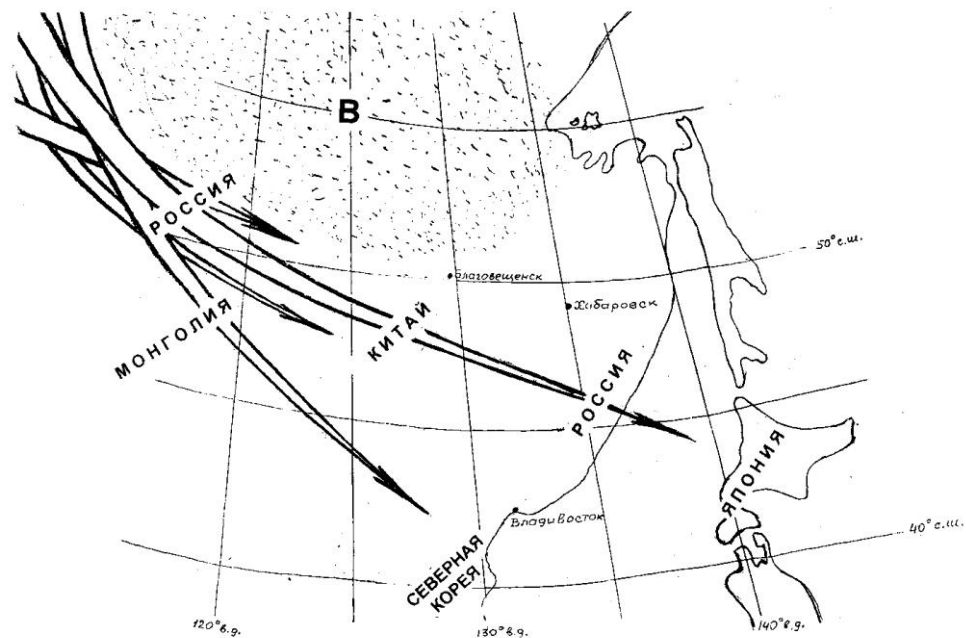 В
РОССИЯ
50° с.ш.
Благовещенск
Хабаровск
МОНГОЛИЯ
КИТАЙ
РОССИЯ
ЯПОНИЯ
Владивосток
40° с.ш.
СЕВЕРНАЯ
КОРЕЯ
120° в.д.
130° в.д.
140° в.д.